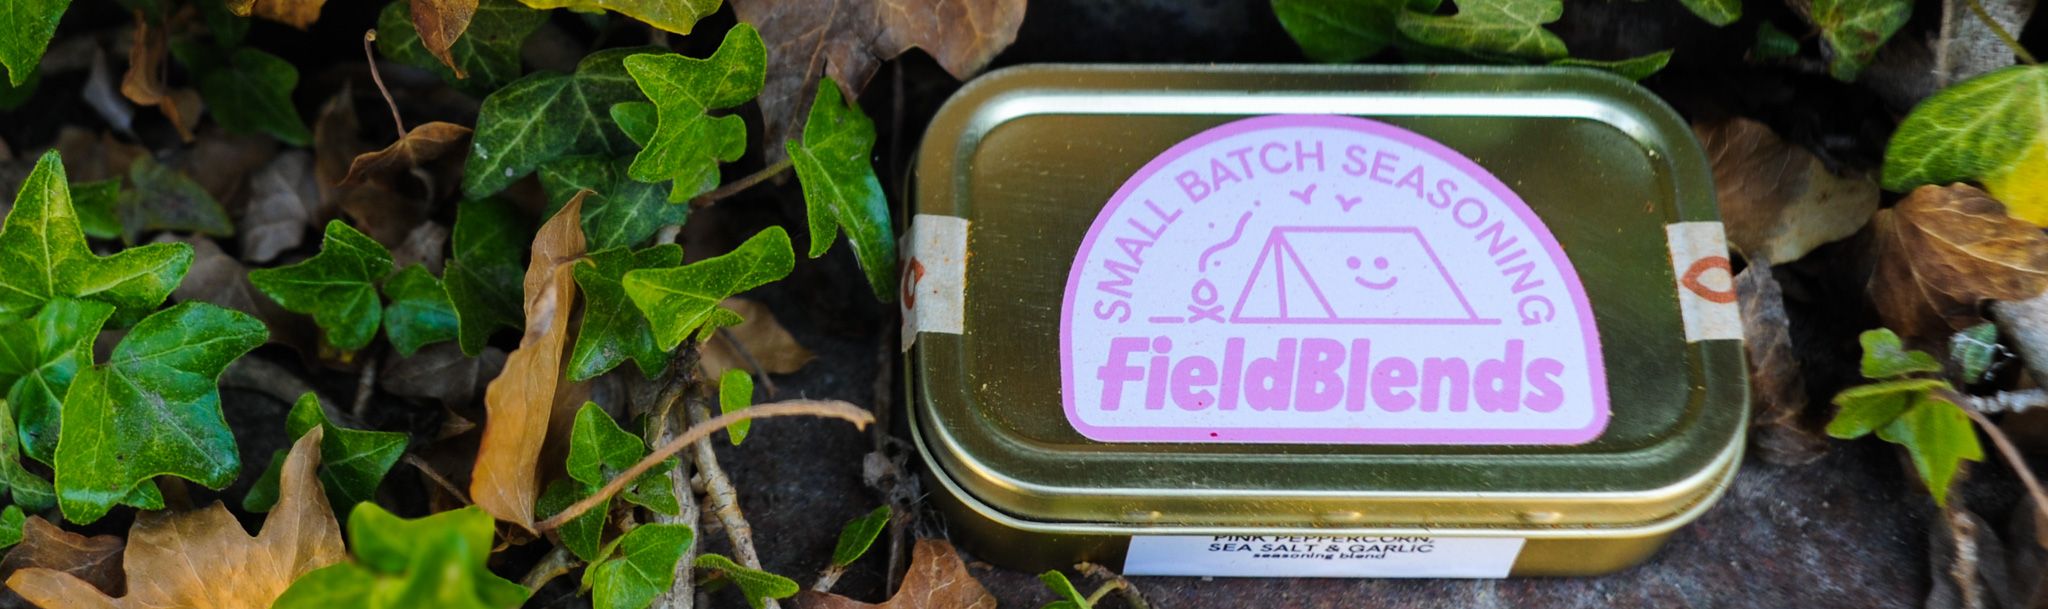 SMALL BATCH SEASONING
FieldBlends
PINK PEPPERCORN,
SEA SALT & GARLIC
seasoning blend